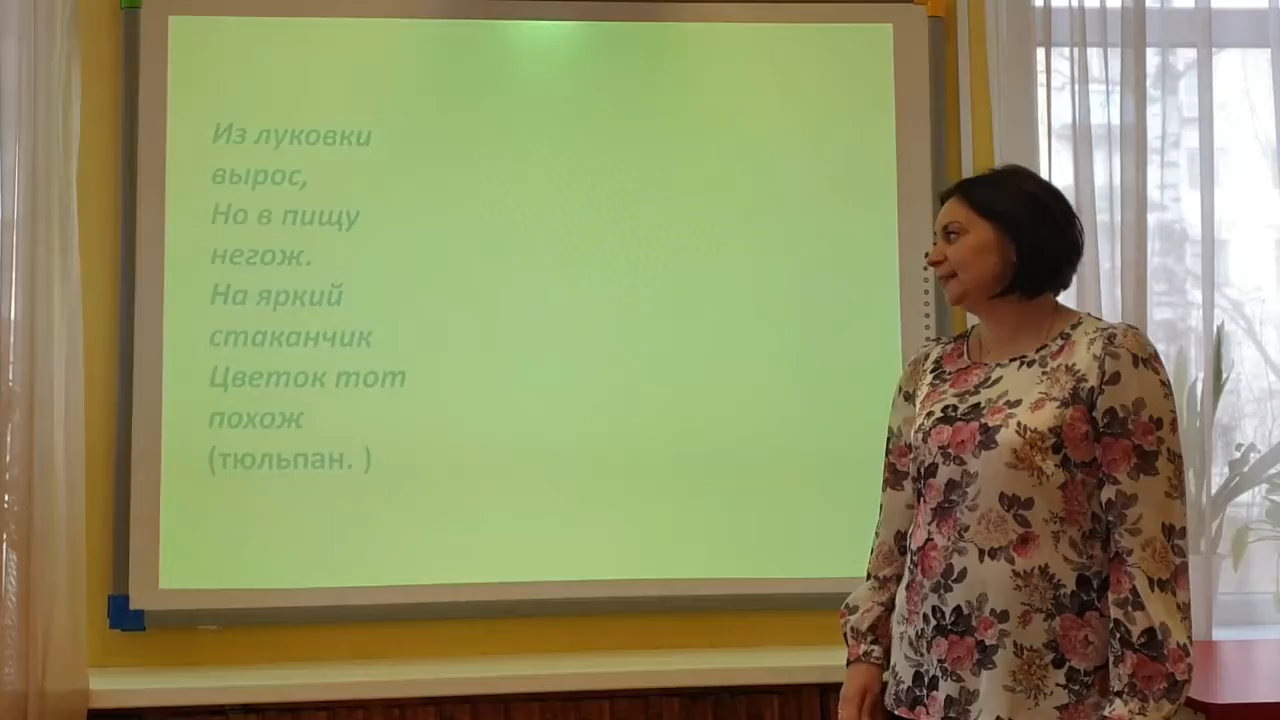 Из луковки
вырос,
Но в пищу
негож.
На яркий
стаканчик
Цветок тот
похож
(тюльпан. )